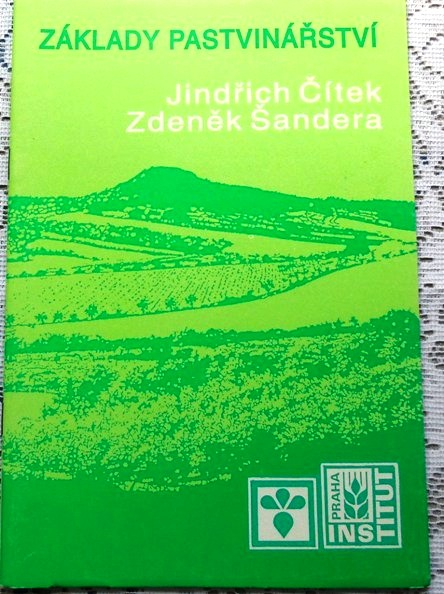 ZÁKLADY PASTVINÁŘSTVÍ
Jindřich Čítek
Zdeněk Šandera
PRAHA
INSTITUT